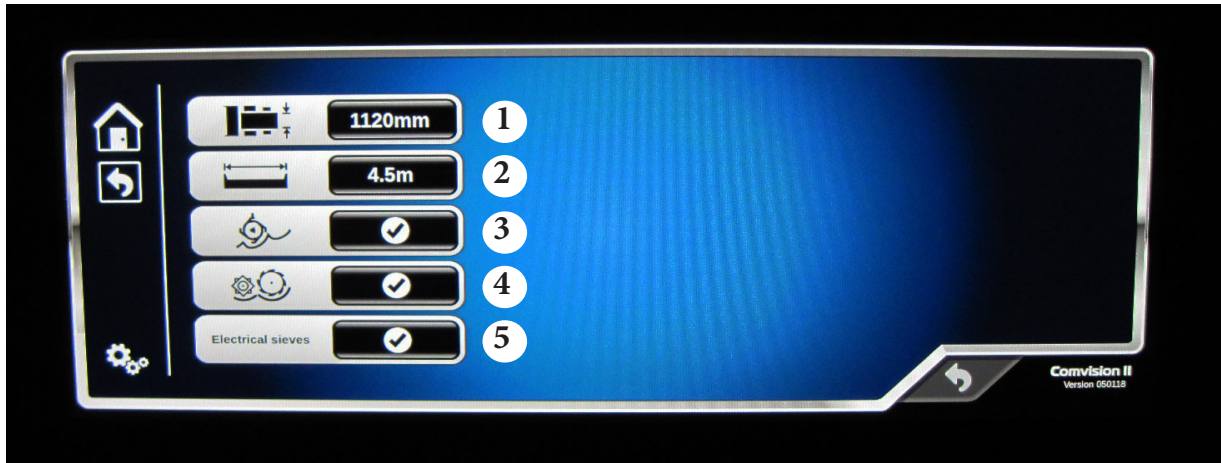 1120mm
1
4.5m
2
3
4
Electrical sieves
5
Comvision II
Version 050118